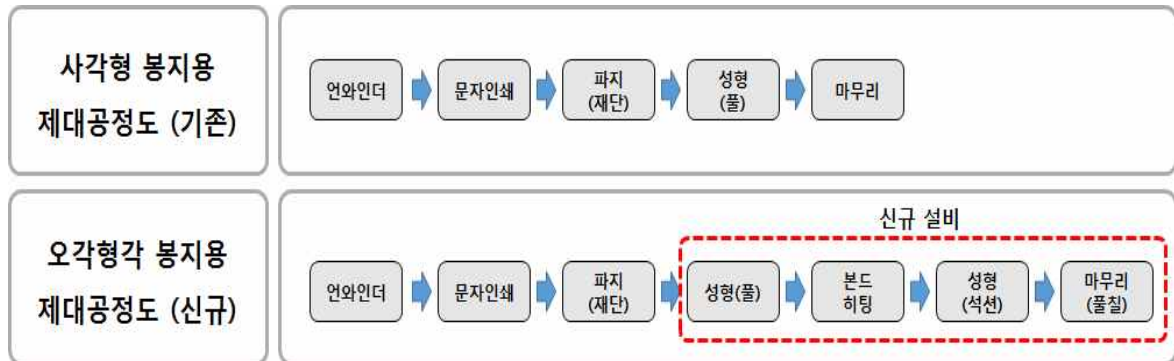 사각형 봉지용
제대공정도 (기존)
언와인더
문자인쇄
파지
(재단)
성형
(풀)
마무리
오각형각 봉지용
제대공정도 (신규)
신규 설비
언와인더
문자인쇄
파지
(재단)
성형(풀)
본드
히팅
성형
(석션)
마무리
(풀칠)